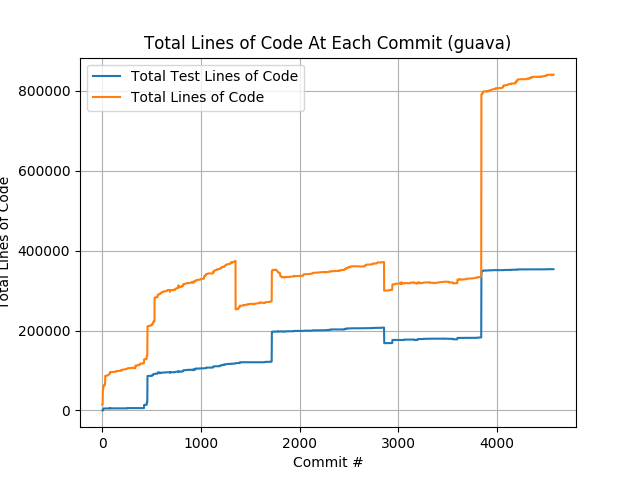 Total Lines of Code At Each Commit (guava)
Total Test Lines of Code
Total Lines of Code
Total Lines of Code
800000
600000
400000
200000
0
0 1000 2000 3000 4000
Commit #